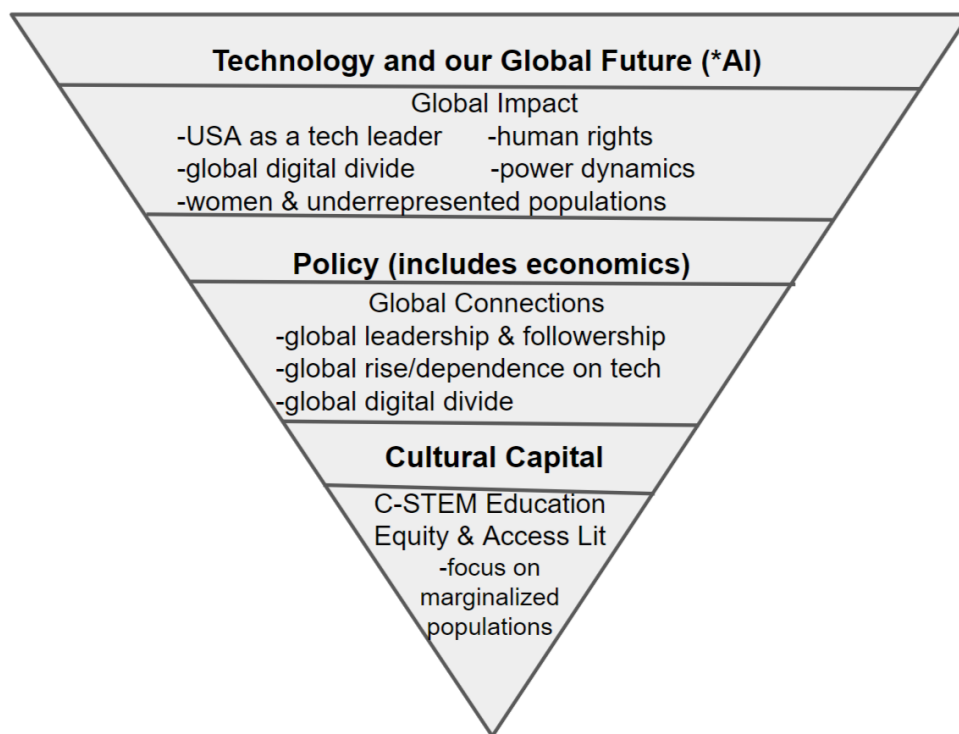 Technology and our Global Future (*AI)
Global Impact
-USA as a tech leader -human rights
-global digital divide -power dynamics
-women & underrepresented populations
Policy (includes economics)
Global Connections
-global leadership & followership
-global rise/dependence on tech
-global digital divide
Cultural Capital
C-STEM Education
Equity & Access Lit
-focus on
marginalized
populations